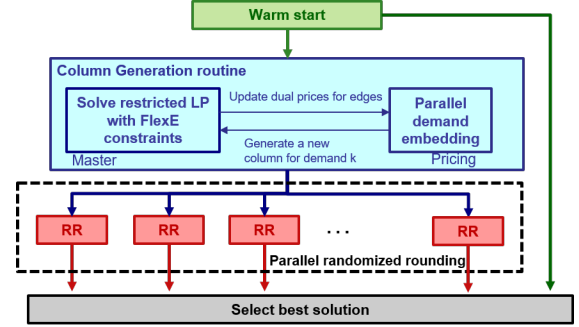 Warm start
Column Generation routine
Solve restricted LP
with FlexE
constraints
Master
Update dual prices for edges
Generate a new
column for demand k
Parallel
demand
embedding
Pricing
RR
RR
RR
...
RR
Parallel randomized rounding
Select best solution